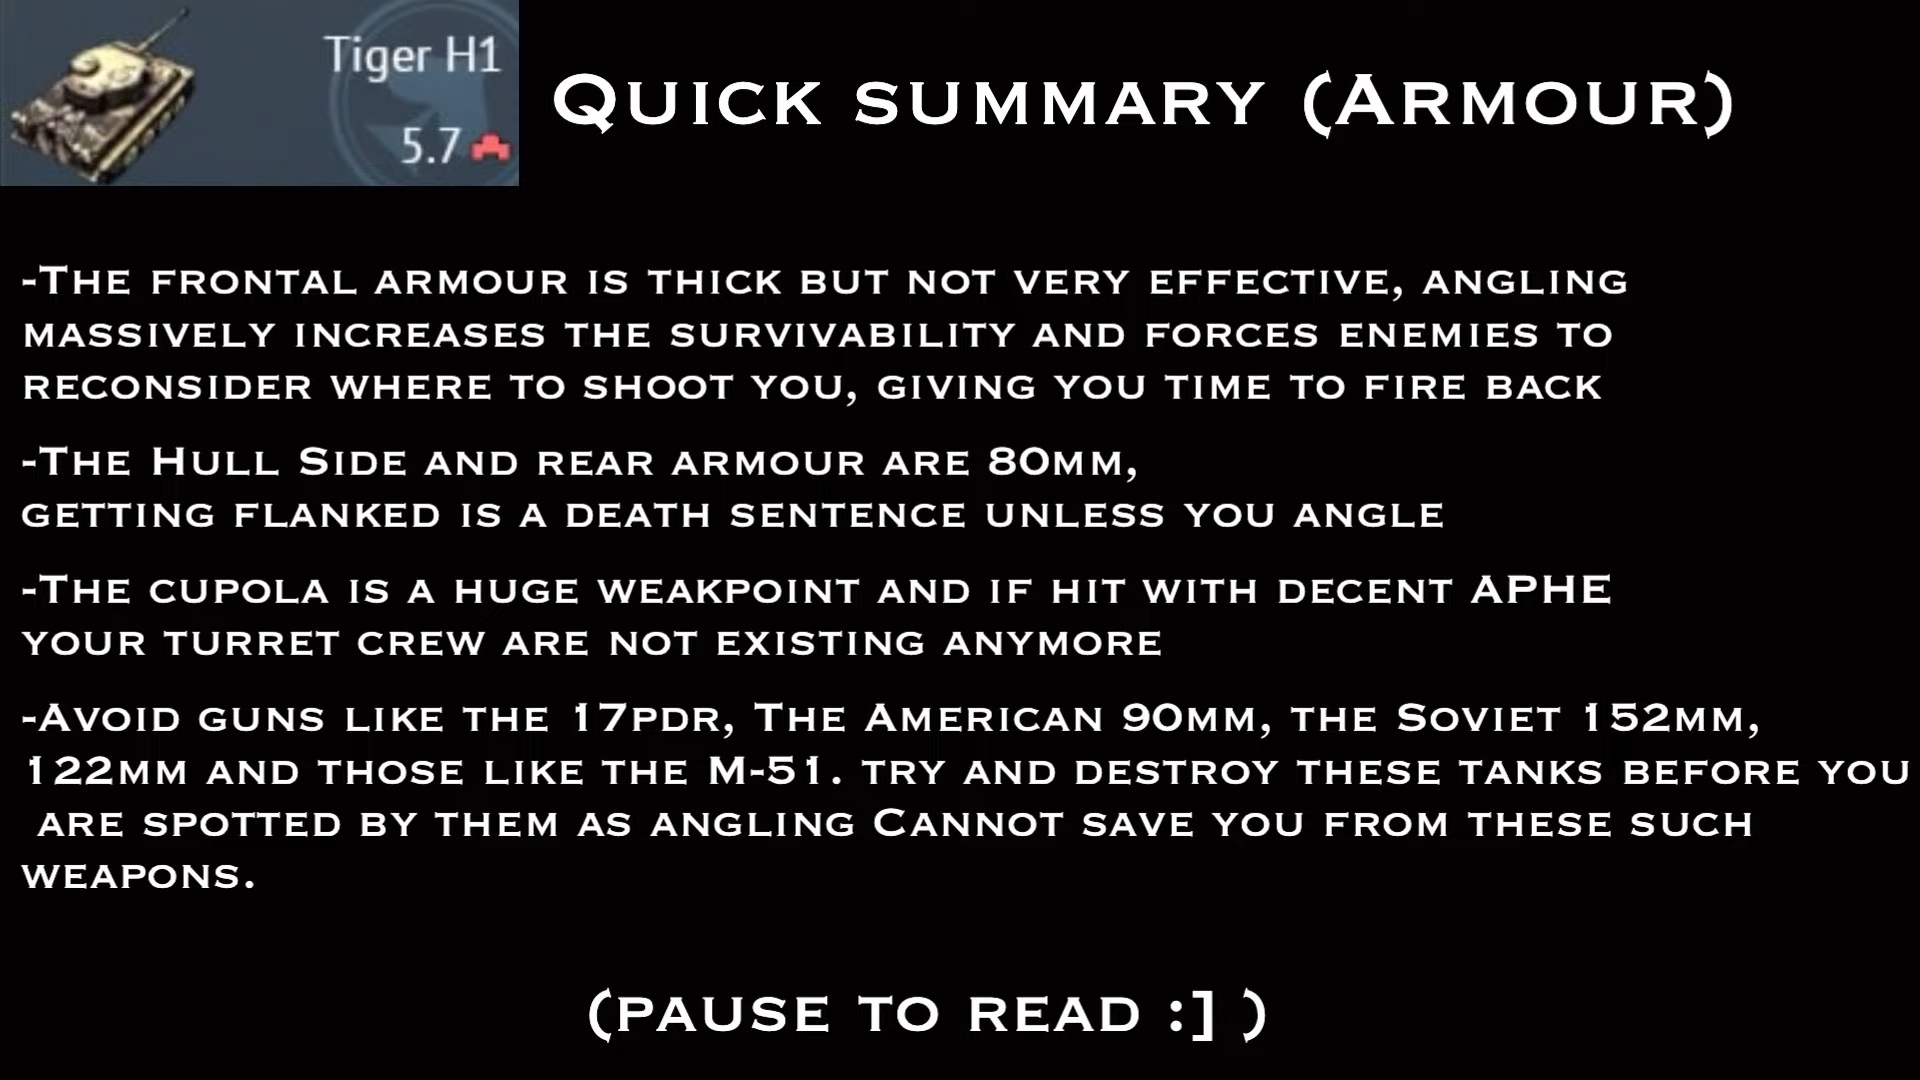 Tiger H1
5.7
Quick summary (Armour)
-The frontal armour is thick but not very effective, angling
massively increases the survivability and forces enemies to
reconsider where to shoot you, giving you time to fire back
-The Hull Side and rear armour are 80mm,
getting flanked is a death sentence unless you angle
-The cupola is a huge weakpoint and if hit with decent APHE
your turret crew are not existing anymore
-Avoid guns like the 17pdr, The American 90mm, the Soviet 152mm,
122mm and those like the M-51. try and destroy these tanks before you
are spotted by them as angling Cannot save you from these such
weapons.
(pause to read :] )